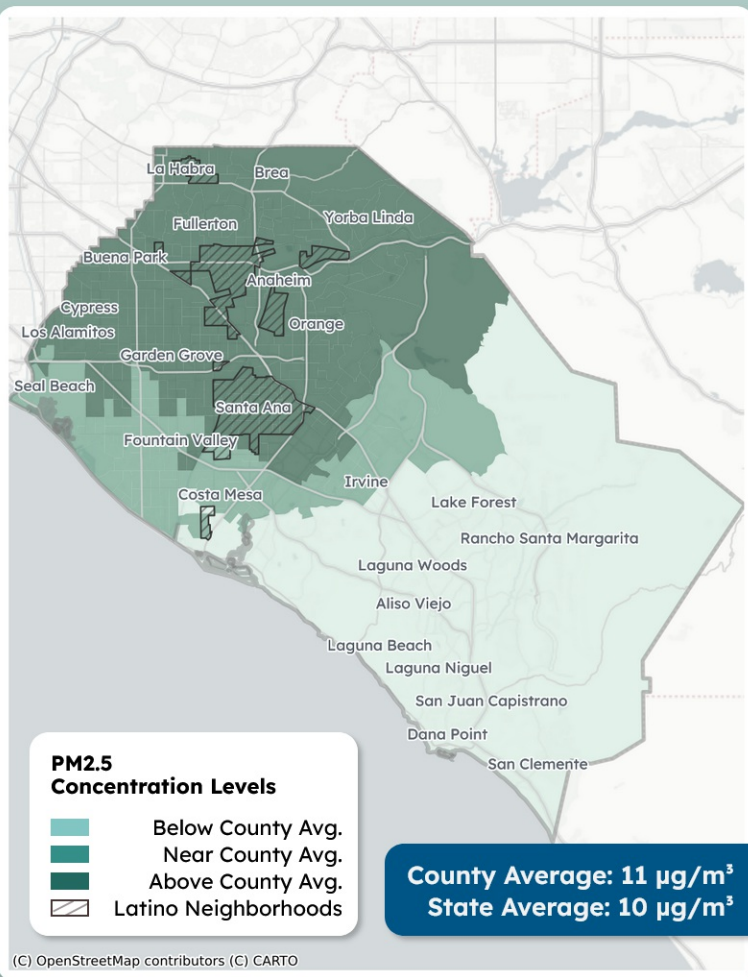 La Habra
Brea
Fullerton
Yorba Linda
Buena Park
Anaheim
Cypress
Los Alamitos
Orange
Garden Grove
Seal Beach
Santa Ana
Fountain Valley
Irvine
Costa Mesa
Lake Forest
Rancho Santa Margarita
Laguna Woods
Aliso Viejo
Laguna Beach
Laguna Niguel
San Juan Capistrano
Dana Point
San Clemente
PM2.5
Concentration Levels
Below County Avg.
Near County Avg.
Above County Avg.
Latino Neighborhoods
County Average: 11 µg/m³
State Average: 10 µg/m³
(C) OpenStreetMap contributors (C) CARTO